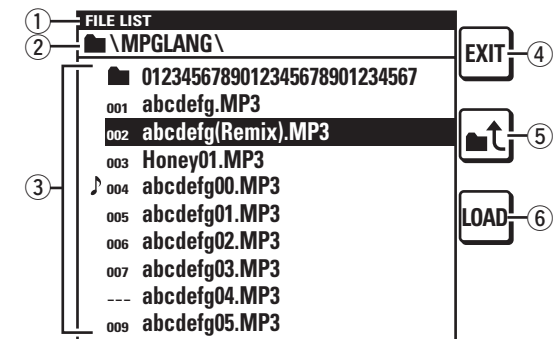 ① FILE LIST
② \MPGLANG\
③
012345678901234567890123456​7
001 abcdefg.MP3
002 abcdefg(Remix).MP3
003 Honey01.MP3
♪ 004 abcdefg00.MP3
005 abcdefg01.MP3
006 abcdefg02.MP3
007 abcdefg03.MP3
--- abcdefg04.MP3
009 abcdefg05.MP3
EXIT ④
⑤
LOAD ⑥